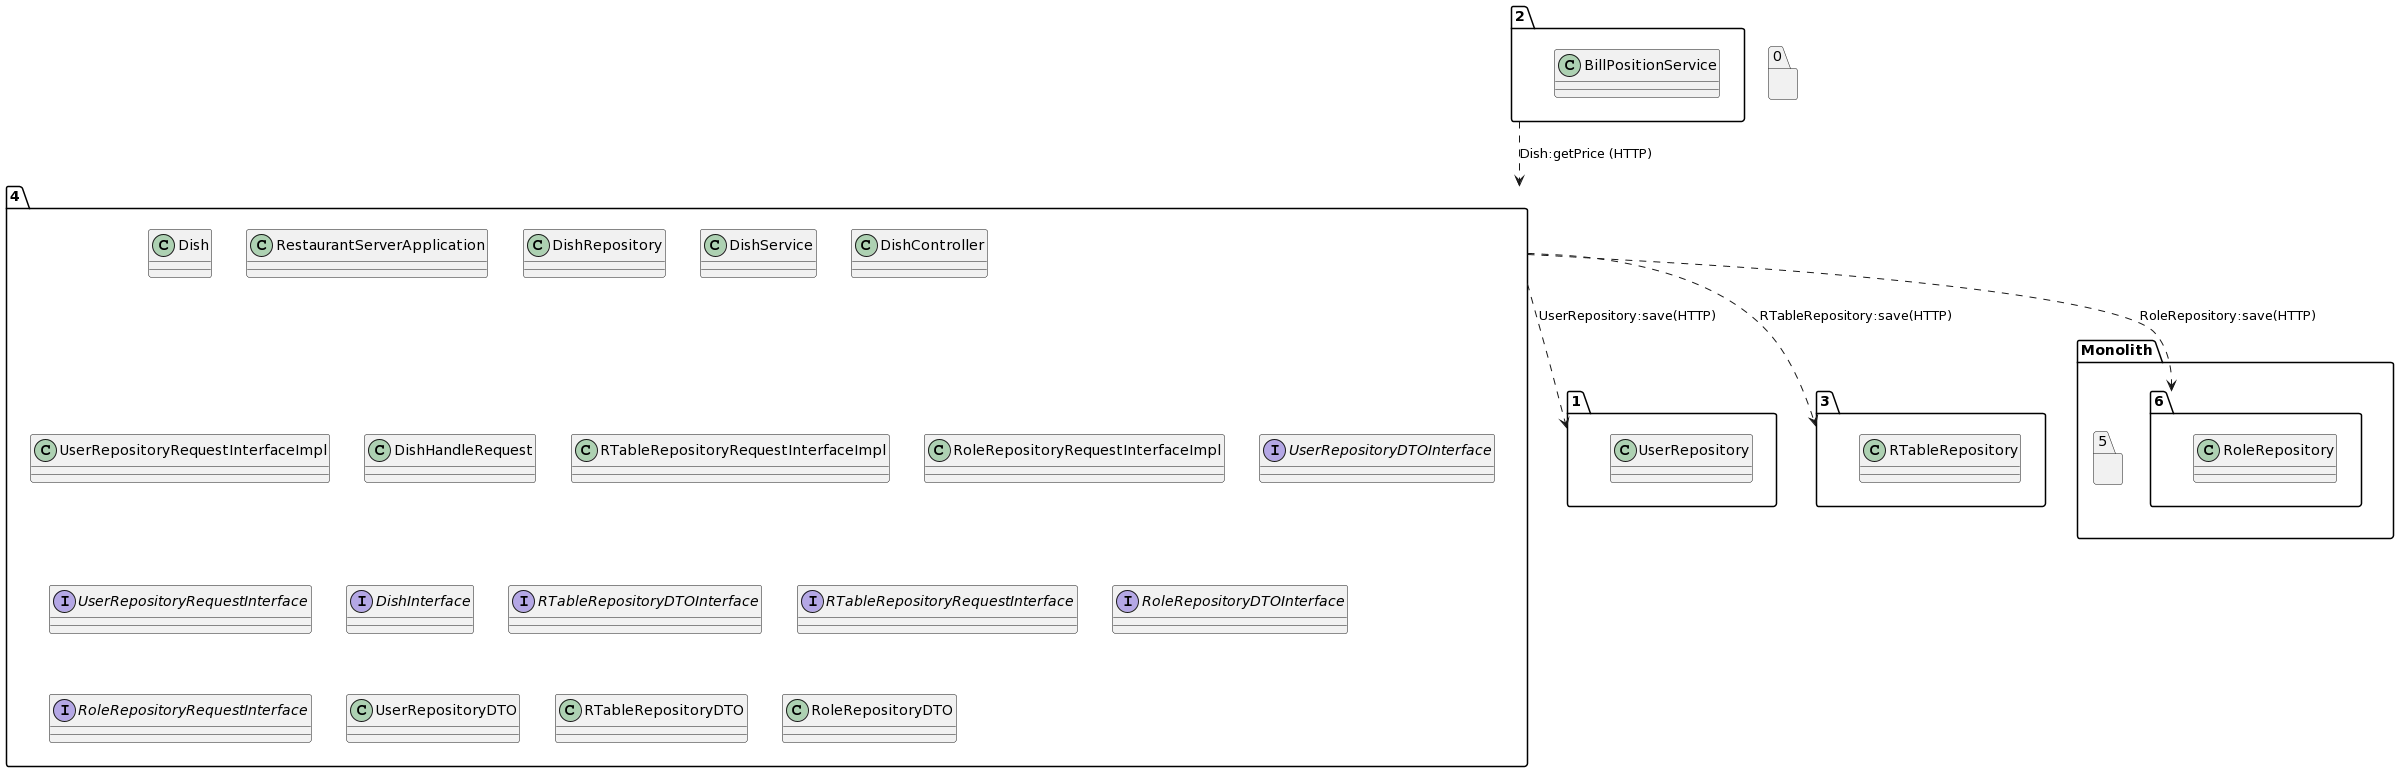 2
C BillPositionService
0
Dish:getPrice (HTTP)
4
C Dish
C RestaurantServerApplication
C DishRepository
C DishService
C DishController
UserRepository:save(HTTP)
RTableRepository:save(HTTP)
RoleRepository:save(HTTP)
Monolith
1
3
6
C UserRepositoryRequestInterfaceImpl
C DishHandleRequest
C RTableRepositoryRequestInterfaceImpl
C RoleRepositoryRequestInterfaceImpl
I UserRepositoryDTOInterface
C UserRepository
C RTableRepository
5
C RoleRepository
I UserRepositoryRequestInterface
I DishInterface
I RTableRepositoryDTOInterface
I RTableRepositoryRequestInterface
I RoleRepositoryDTOInterface
I RoleRepositoryRequestInterface
C UserRepositoryDTO
C RTableRepositoryDTO
C RoleRepositoryDTO